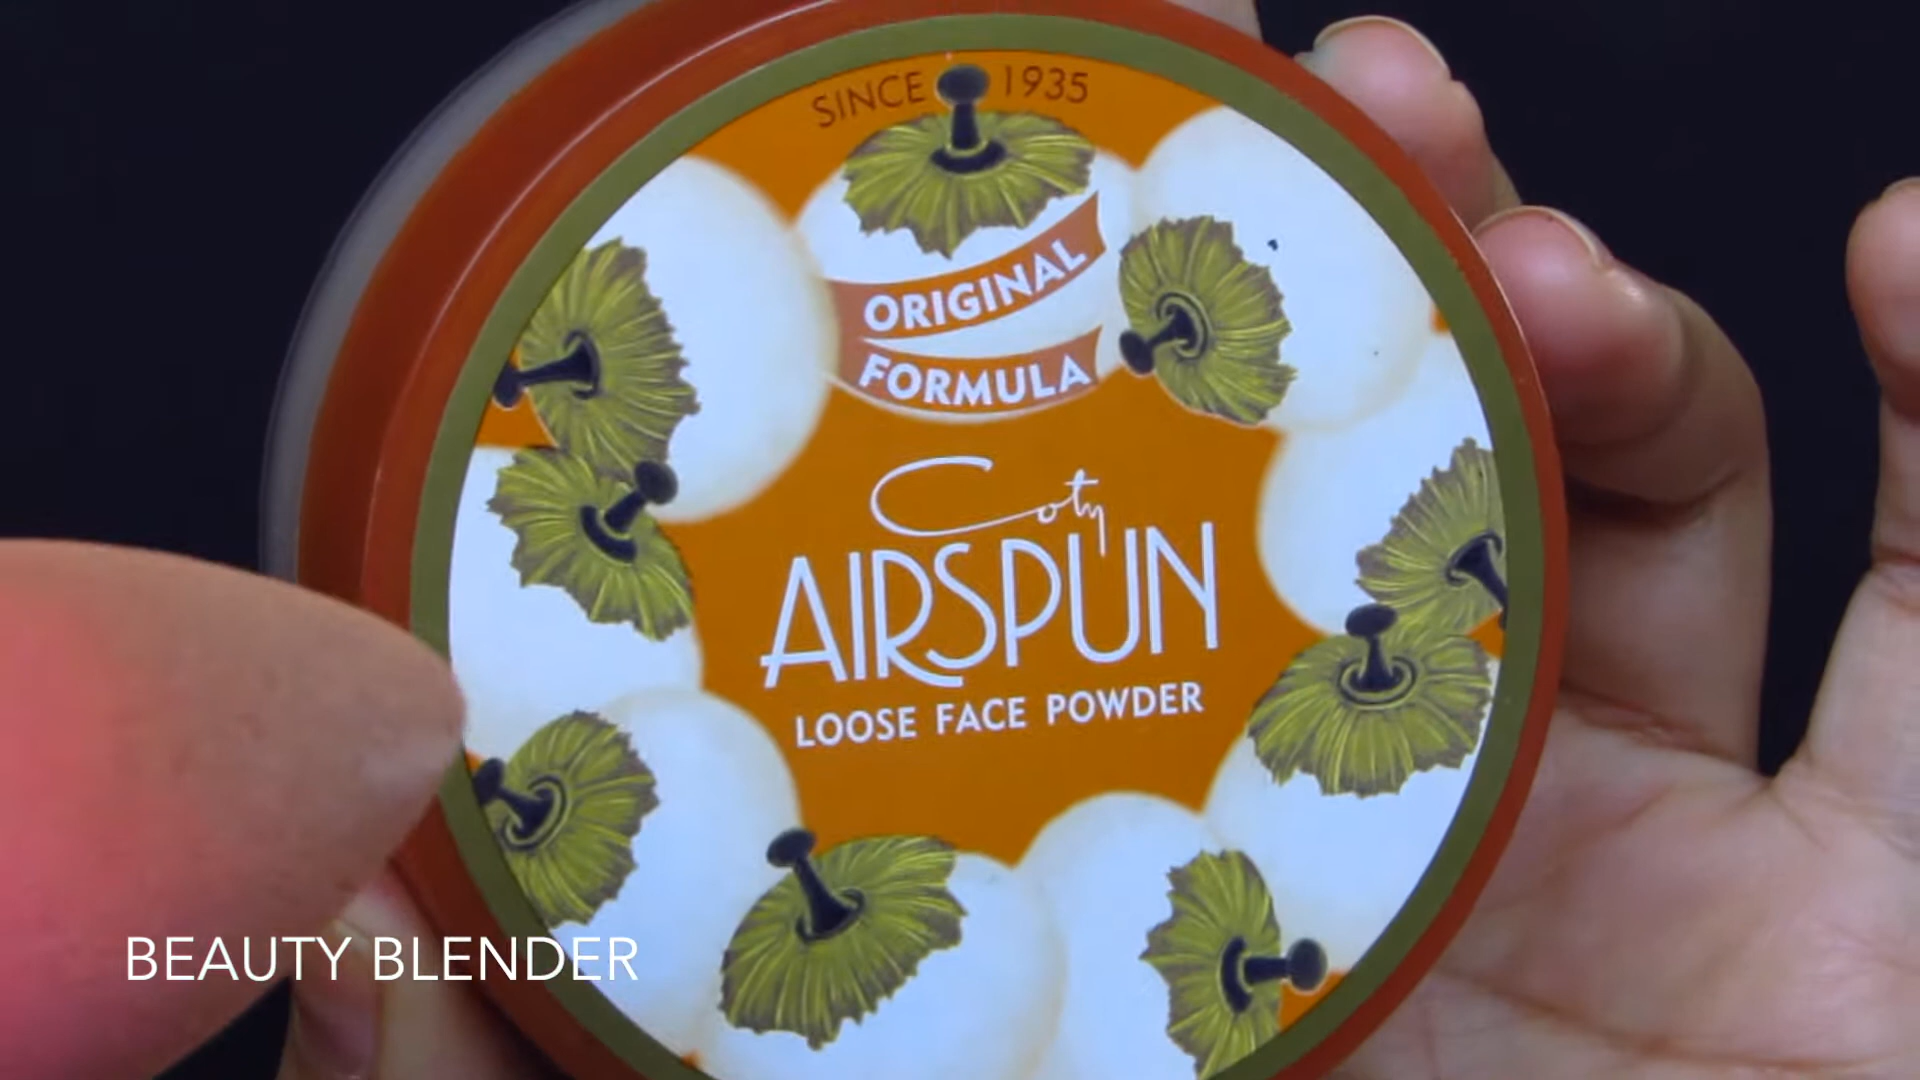 SINCE 1935
ORIGINAL
FORMULA
Coty
AIRSPUN
LOOSE FACE POWDER
BEAUTY BLENDER